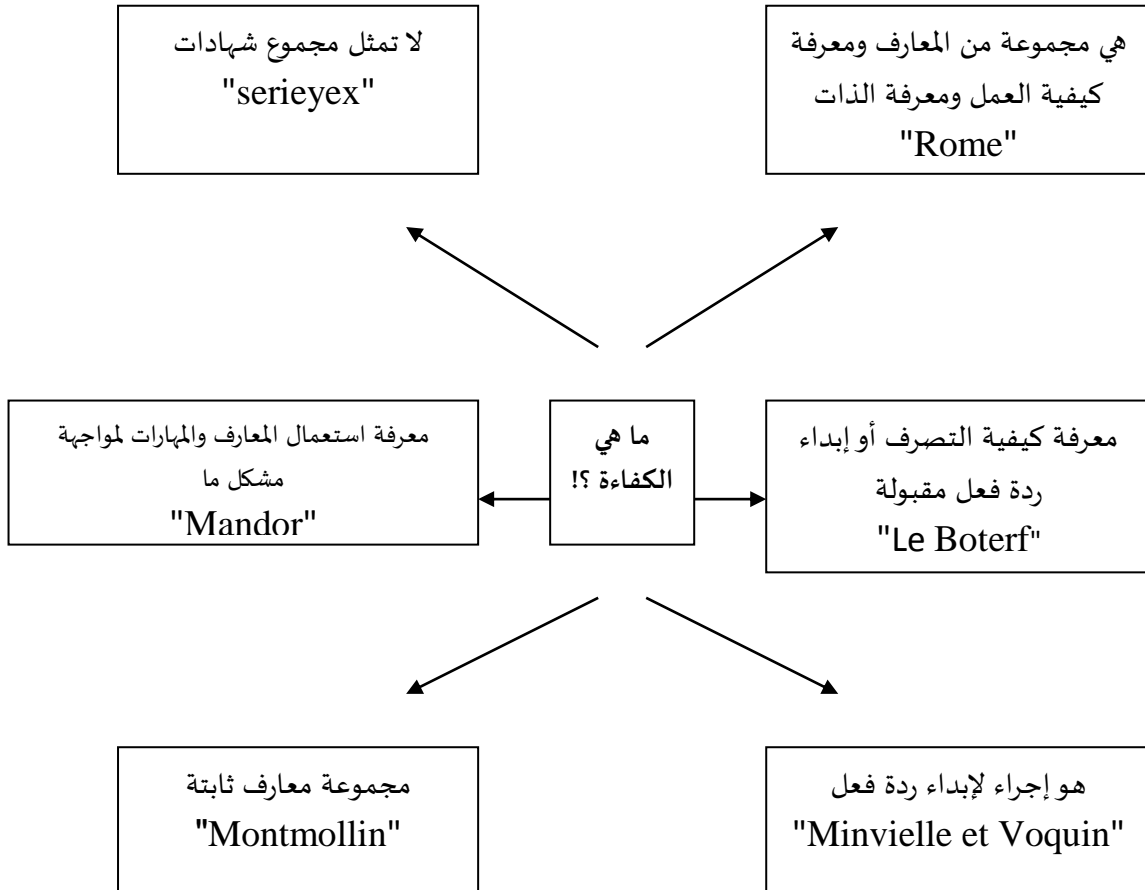 هي مجموعة من المعارف ومعرفة
كيفية العمل ومعرفة الذات
"Rome"
لا تمثل مجموع شهادات
"serieyex"
معرفة كيفية التصرف أو إبداء
ردة فعل مقبولة
"Le Boterf"
ما هي
الكفاءة ؟!
معرفة استعمال المعارف والمهارات لمواجهة
مشكل ما
"Mandor"
هو إجراء لإبداء ردة فعل
"Minvielle et Voquin"
مجموعة معارف ثابتة
"Montmollin"